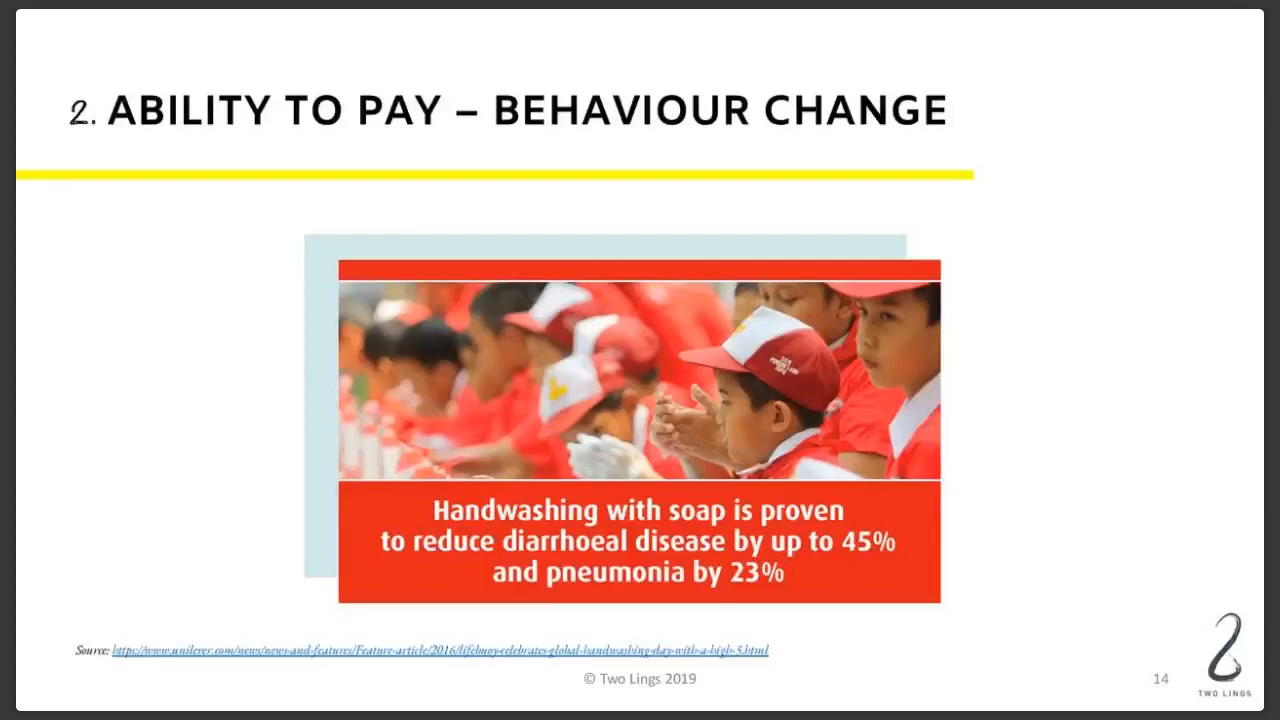 2. ABILITY TO PAY – BEHAVIOUR CHANGE
Handwashing with soap is proven
to reduce diarrhoeal disease by up to 45%
and pneumonia by 23%
Source: https://www.unilever.com/news/news-and-features/Feature-article/2016/lifebuoy-celebrates-global-handwashing-day-with-a-high-5.html
© Two Lings 2019
14
TWO LINGS